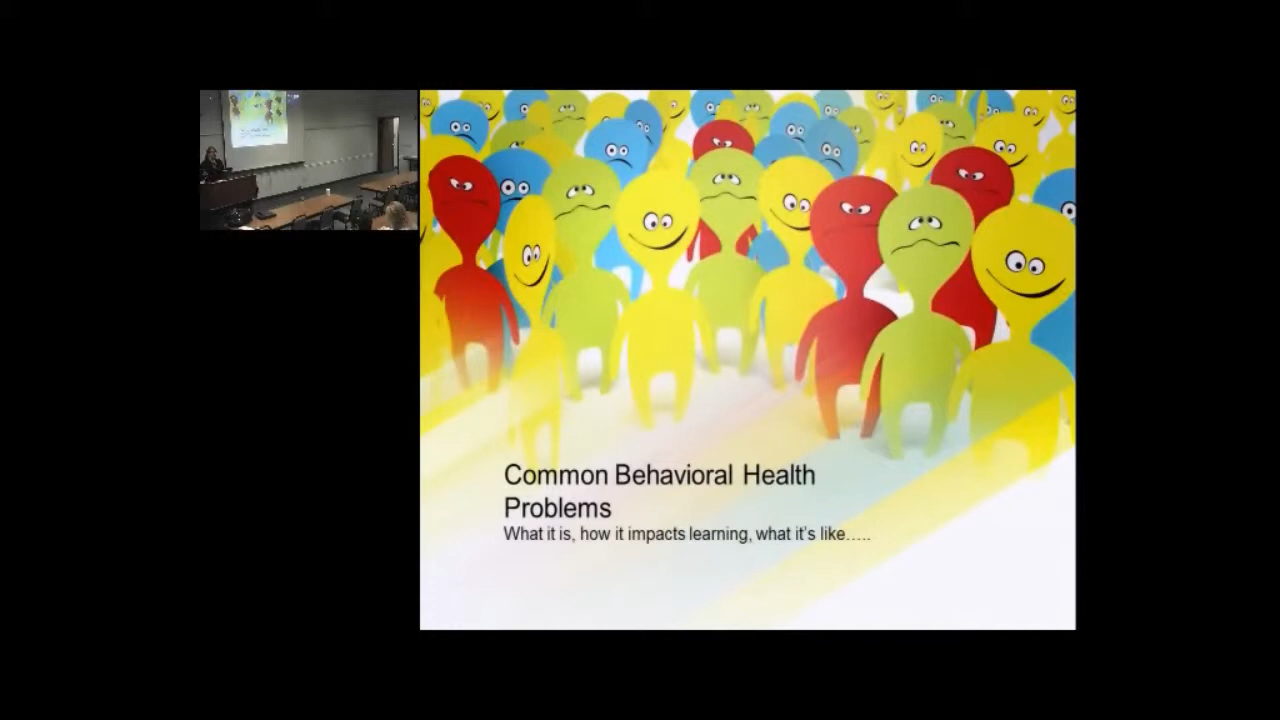 Common Behavioral Health
Problems
What it is, how it impacts learning, what it's like.....